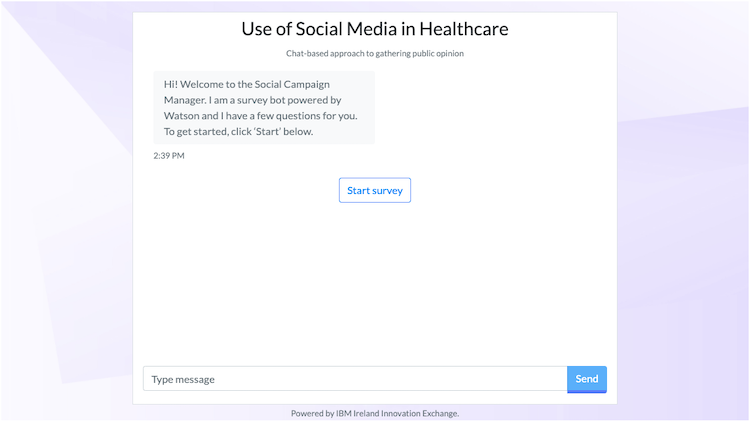 Use of Social Media in Healthcare
Chat-based approach to gathering public opinion
Hi! Welcome to the Social Campaign
Manager. I am a survey bot powered by
Watson and I have a few questions for you.
To get started, click ‘Start’ below.
2:39 PM
Start survey
Type message
Send
Powered by IBM Ireland Innovation Exchange.